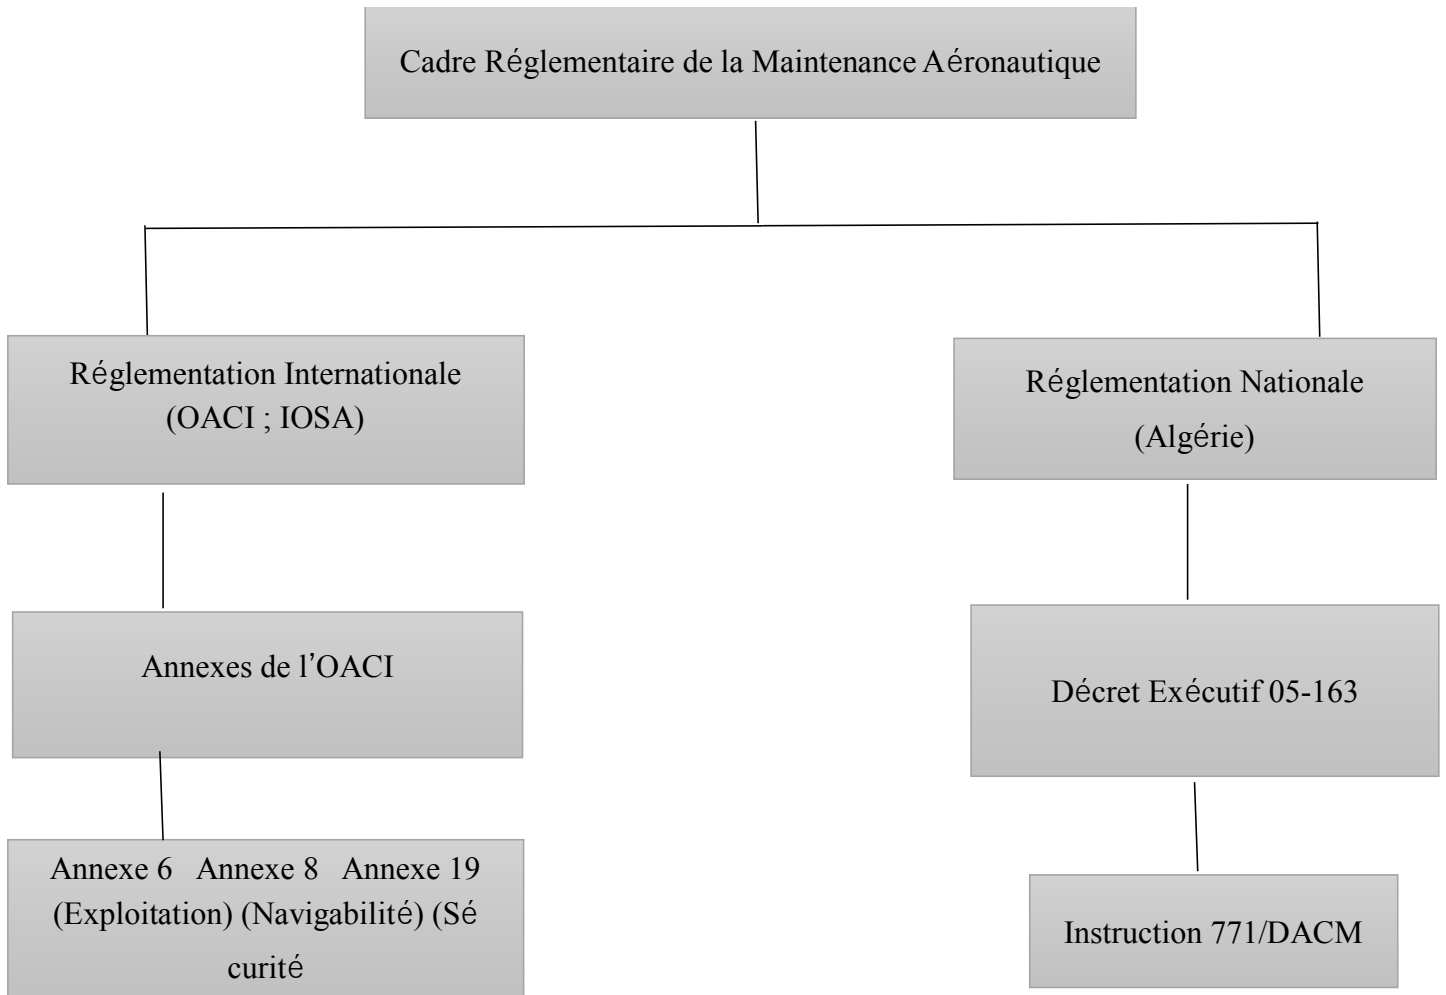 Cadre Réglementaire de la Maintenance Aéronautique
Réglementation Internationale
(OACI ; IOSA)
Réglementation Nationale
(Algérie)
Annexes de l’OACI
Décret Exécutif 05-163
Annexe 6 Annexe 8 Annexe 19
(Exploitation) (Navigabilité) (Sé
curité
Instruction 771/DACM